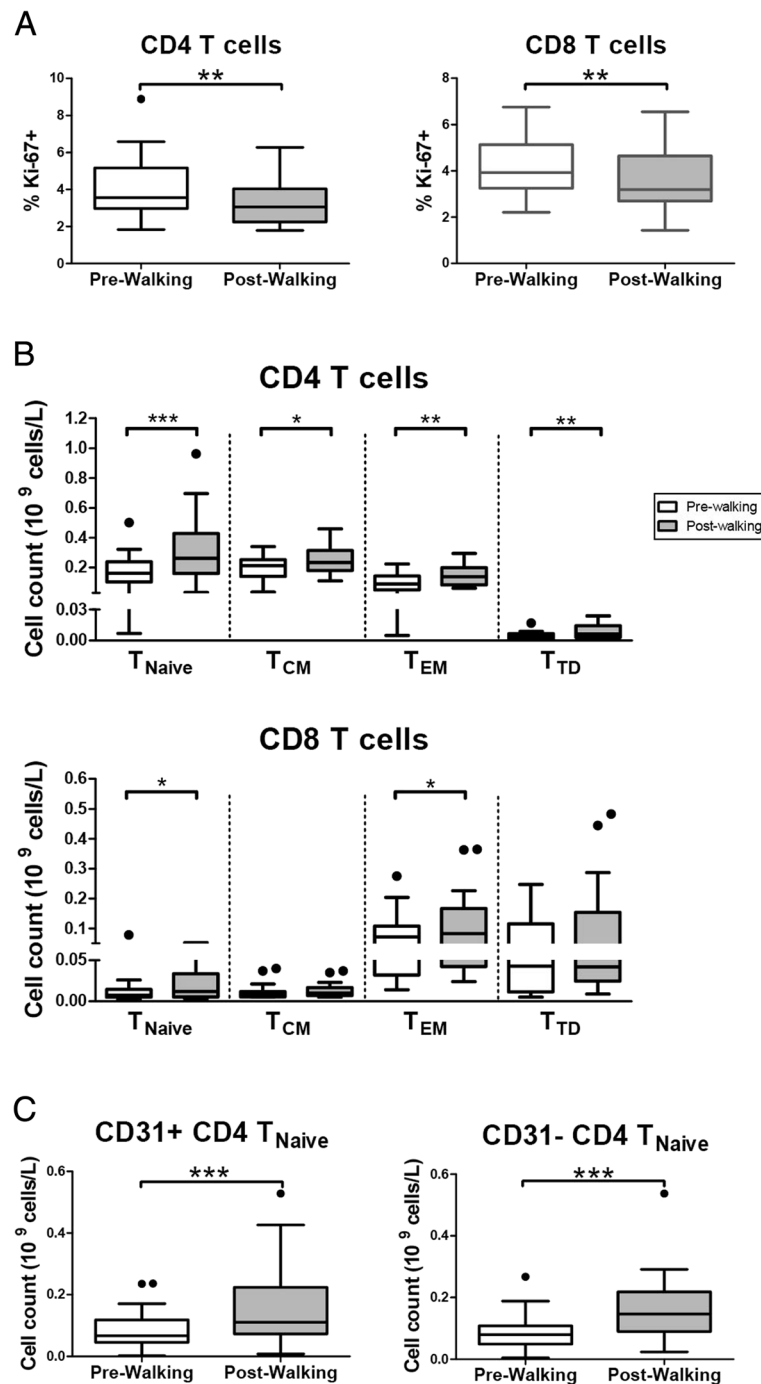 A
CD4 T cells
CD8 T cells
**
**
% Ki-67+
10
8
6
4
2
0
% Ki-67+
8
6
4
2
0
Pre-Walking Post-Walking
Pre-Walking Post-Walking
B
CD4 T cells
Cell count (10 9 cells/L)
1.2
1.0
0.8
0.6
0.4
0.2
0.03
0.00
*** * ** **
Pre-walking
Post-walking
TNaive TCM TEM TTD
CD8 T cells
Cell count (10 9 cells/L)
0.6
0.5
0.4
0.3
0.2
0.1
0.05
0.00
* *
TNaive TCM TEM TTD
C
CD31+ CD4 TNaive
CD31- CD4 TNaive
***
***
Cell count (10 9 cells/L)
0.6
0.4
0.2
0.0
Cell count (10 9 cells/L)
0.6
0.4
0.2
0.0
Pre-Walking Post-Walking
Pre-Walking Post-Walking